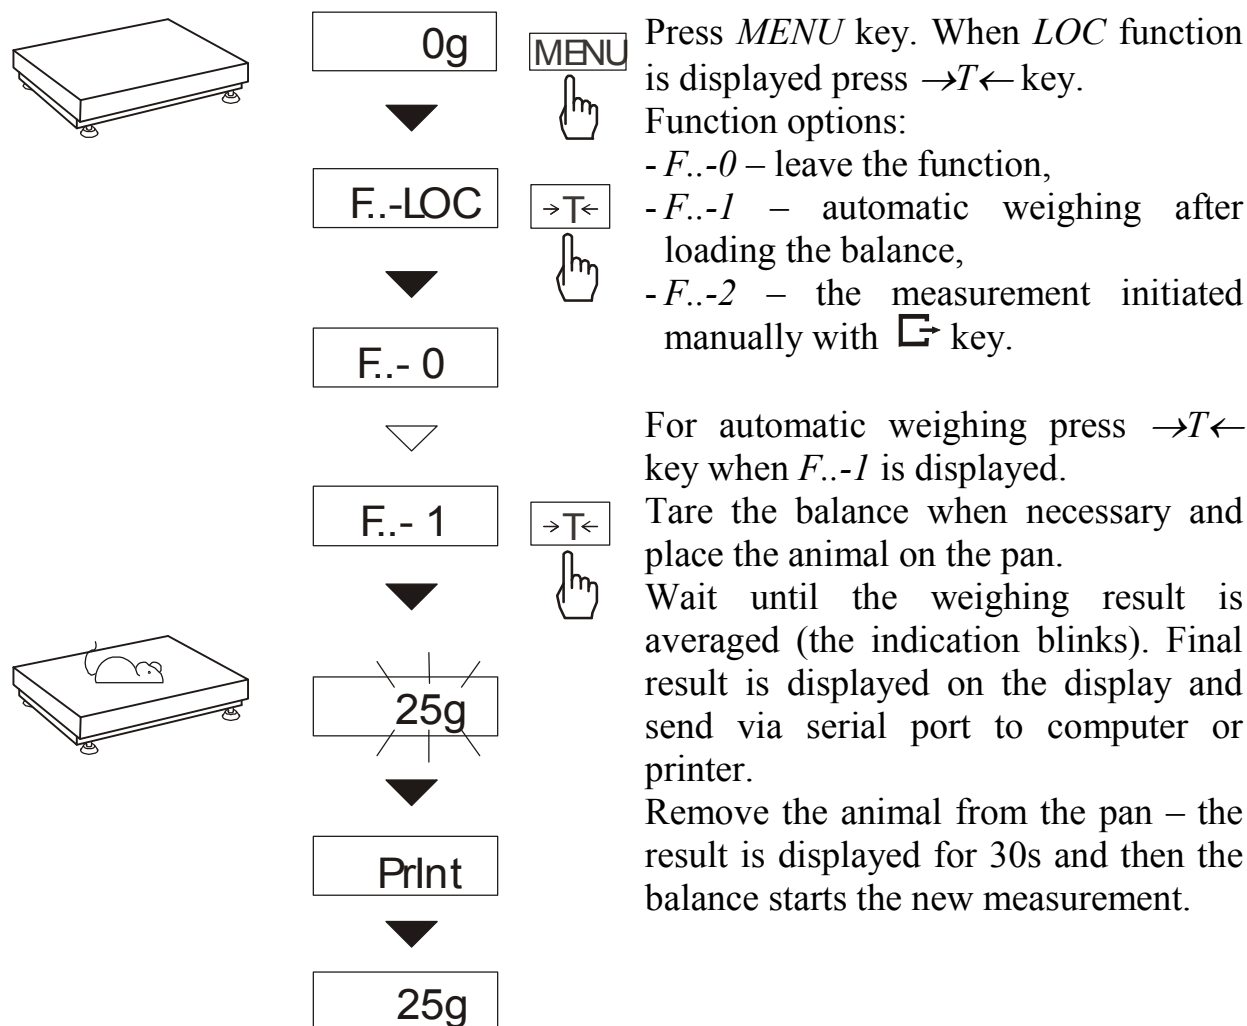 0g
MENU
F..-LOC
→T←
F..- 0
F..- 1
→T←
25g
PrInt
25g
Press MENU key. When LOC function
is displayed press →T← key.
Function options:
- F..-0 – leave the function,
- F..-1 – automatic weighing after
loading the balance,
- F..-2 – the measurement initiated
manually with key.
For automatic weighing press →T←
key when F..-1 is displayed.
Tare the balance when necessary and
place the animal on the pan.
Wait until the weighing result is
averaged (the indication blinks). Final
result is displayed on the display and
send via serial port to computer or
printer.
Remove the animal from the pan – the
result is displayed for 30s and then the
balance starts the new measurement.